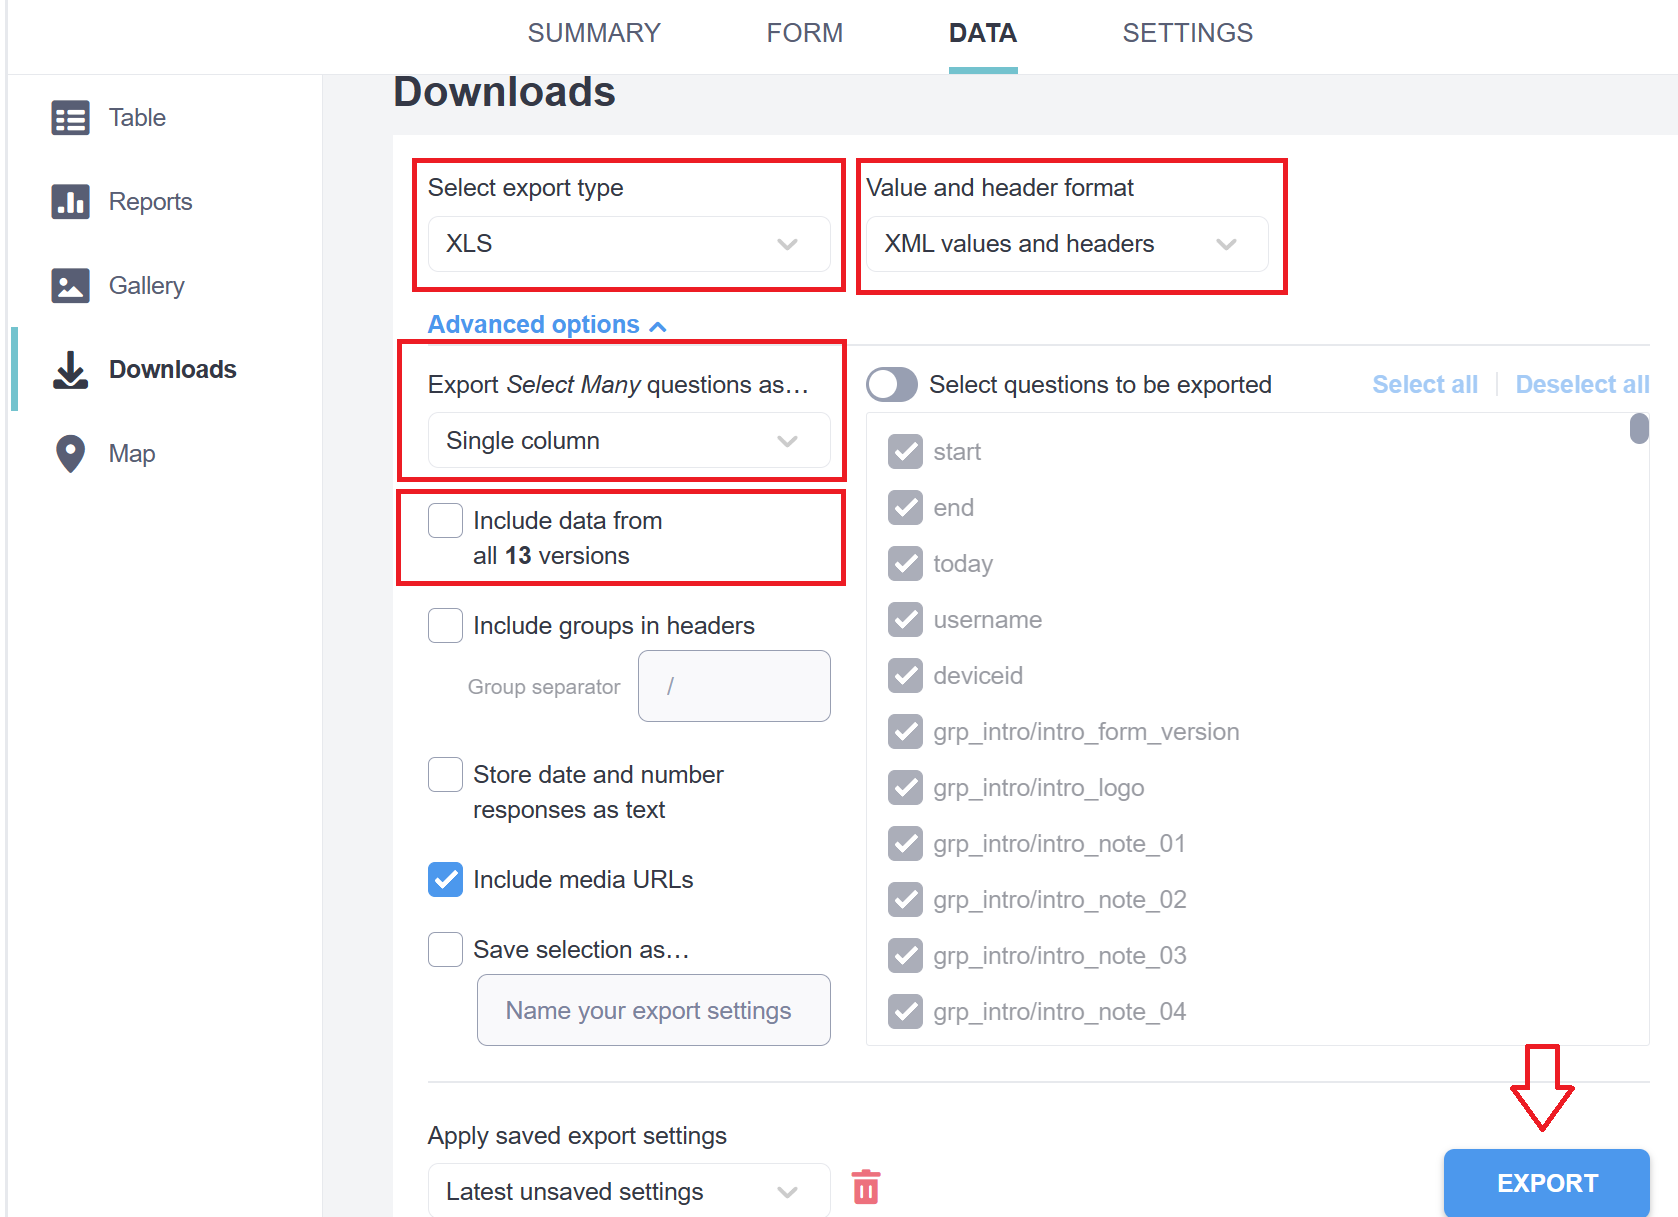 SUMMARY
FORM
DATA
SETTINGS
Table
Reports
Gallery
Downloads
Map
Downloads
Select export type
XLS
Value and header format
XML values and headers
Advanced options
Export Select Many questions as…
Single column
Include data from
all 13 versions
Include groups in headers
Group separator
/
Store date and number
responses as text
Include media URLs
Save selection as…
Name your export settings
Select questions to be exported
Select all
Deselect all
start
end
today
username
deviceid
grp_intro/intro_form_version
grp_intro/intro_logo
grp_intro/intro_note_01
grp_intro/intro_note_02
grp_intro/intro_note_03
grp_intro/intro_note_04
Apply saved export settings
Latest unsaved settings
EXPORT